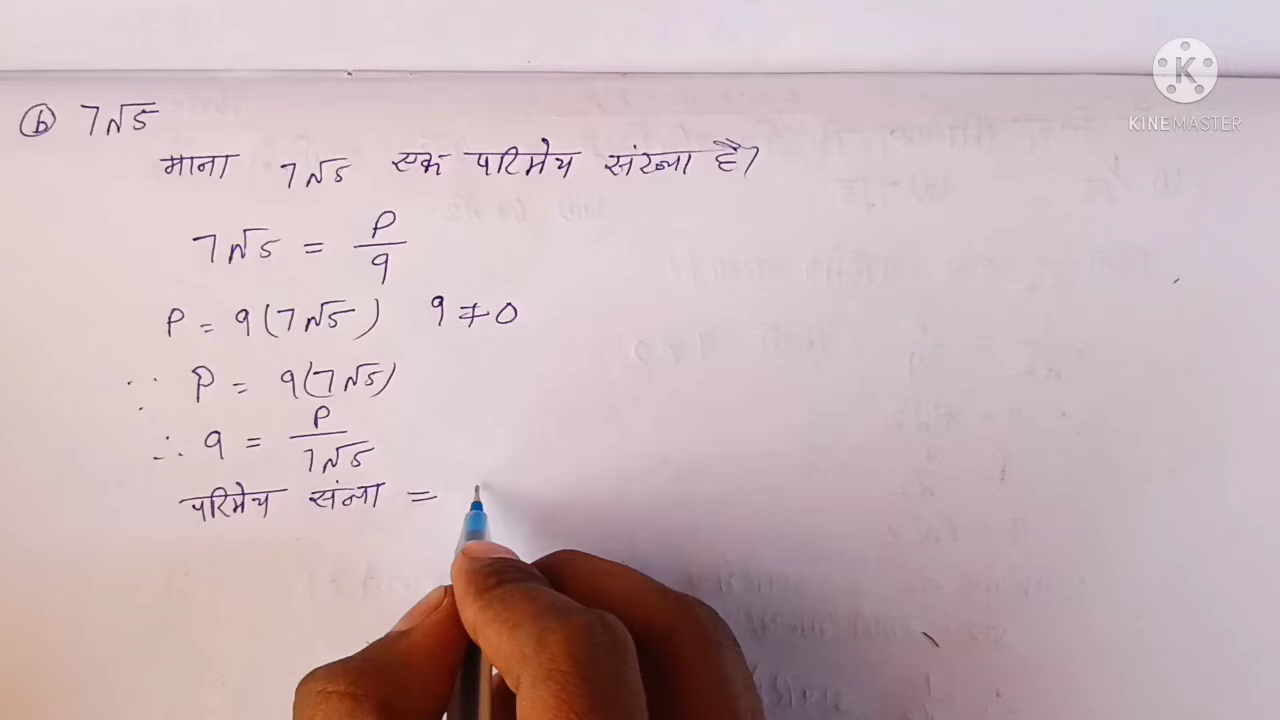 K
KINEMASTER
ⓑ 7√5
माना 7√5 एक परिमेय संख्या है।
7√5 = P/q
P = q(7√5) q ≠ 0
∵ P = q(7√5)
∴ q = P/7√5
परिमेय संख्या =